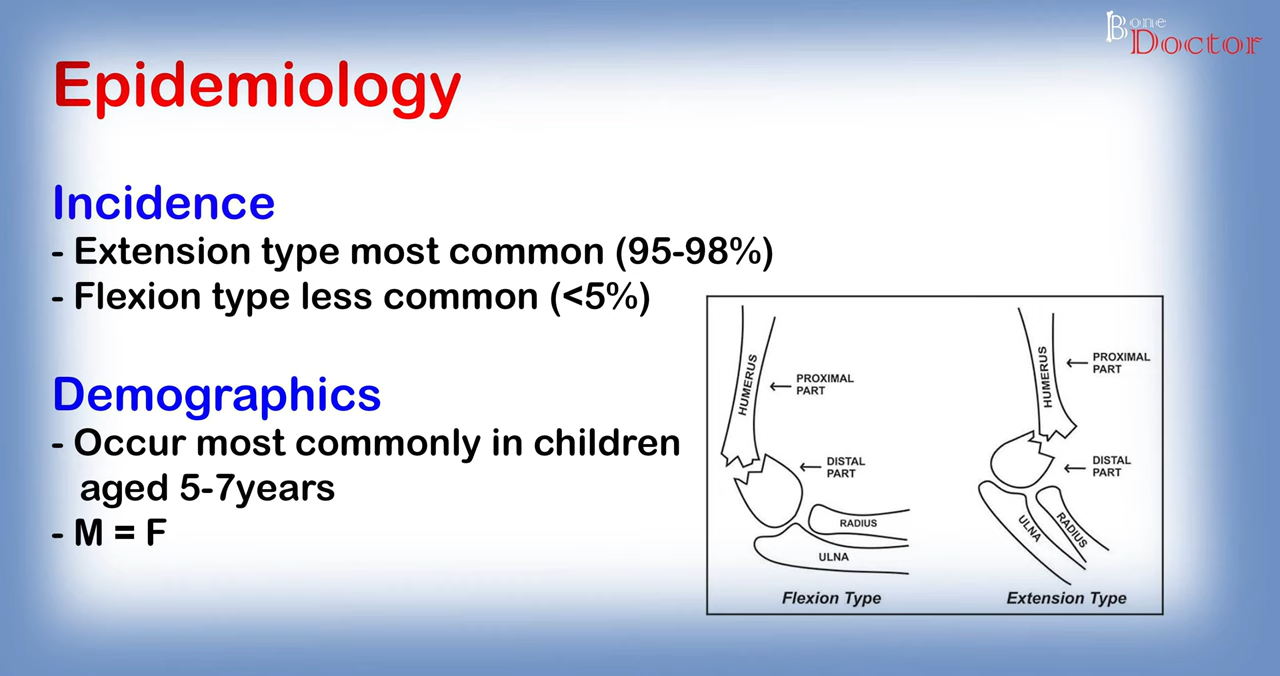 Bone
Doctor
Epidemiology
Incidence
- Extension type most common (95-98%)
- Flexion type less common (<5%)
Demographics
- Occur most commonly in children
aged 5-7years
- M = F
HUMERUS
PROXIMAL
PART
DISTAL
PART
RADIUS
ULNA
Flexion Type
HUMERUS
PROXIMAL
PART
DISTAL
PART
ULNA
RADIUS
Extension Type